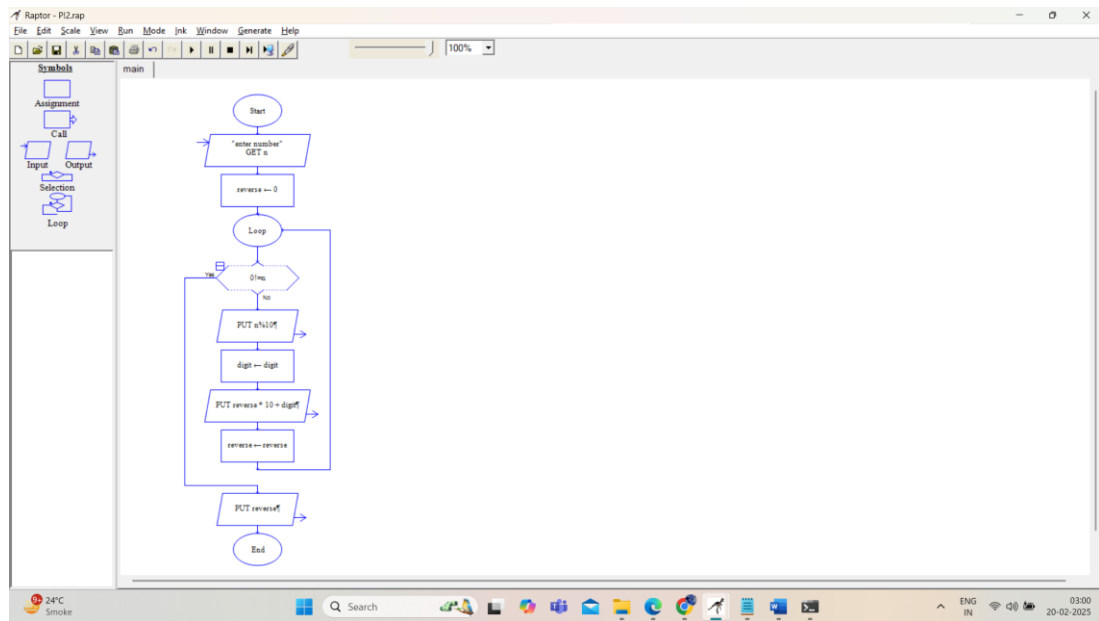 Raptor - PI2.rap
File Edit Scale View Run Mode Ink Window Generate Help
100%
Symbols
Assignment
Call
Input Output
Selection
Loop
main
Start
"enter number"
GET n
reverse ← 0
Loop
Yes
0!=n
No
PUT n%10¶
digit ← digit
PUT reverse * 10 + digit¶
reverse ← reverse
PUT reverse¶
End
9+
24°C
Smoke
Search
ENG
IN
03:00
20-02-2025